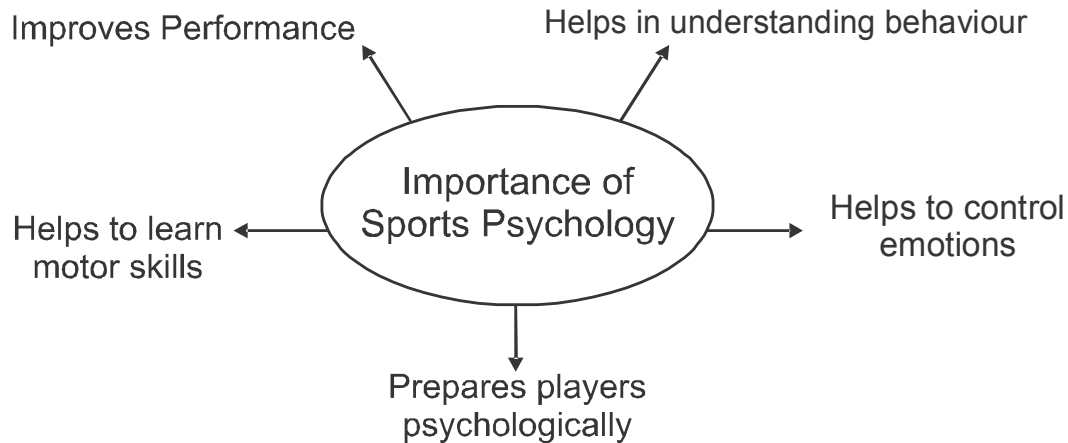 Improves Performance
Helps in understanding behaviour
Importance of
Sports Psychology
Helps to learn
motor skills
Helps to control
emotions
Prepares players
psychologically